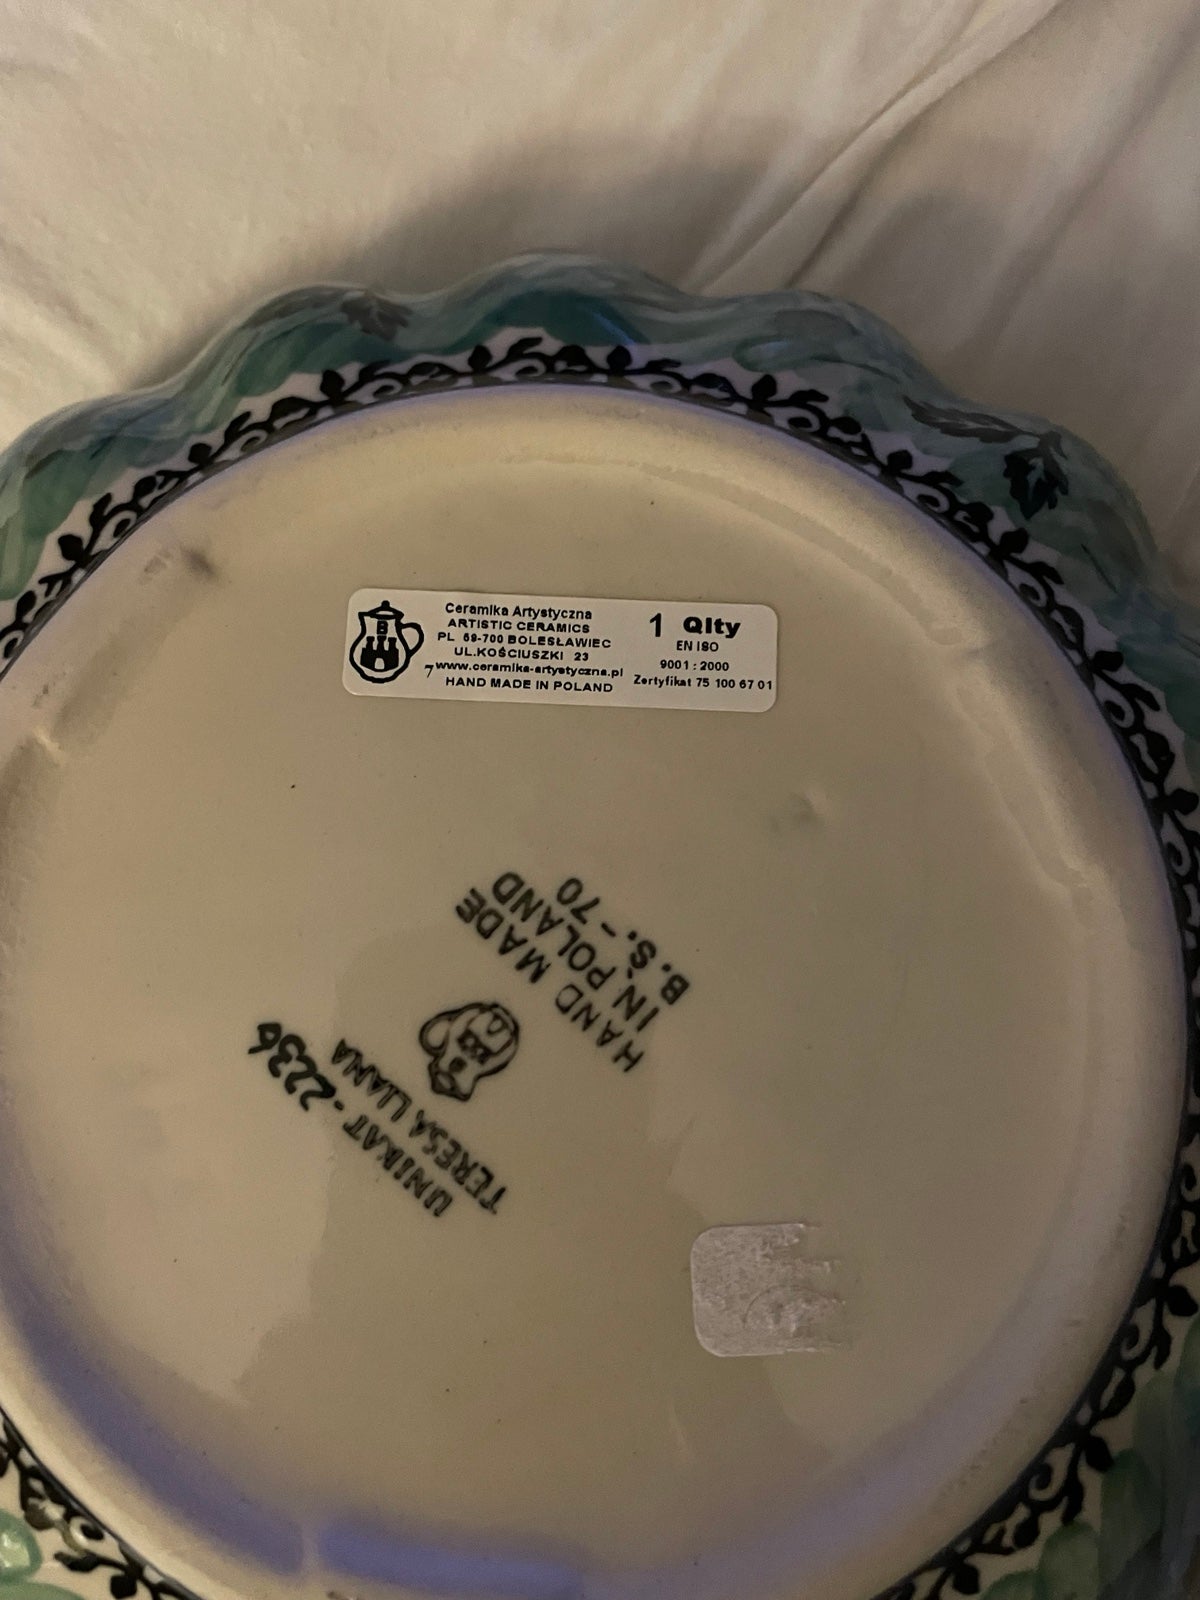 B
Ceramika Artystyczna
ARTISTIC CERAMICS
PL 59-700 BOLESŁAWIEC
UL.KOŚCIUSZKI 23
7 www.ceramika-artystyczna.pl
HAND MADE IN POLAND
1 Qlty
EN ISO
9001 : 2000
Zertyfikat 75 100 67 01
UNIKAT - 2236
TERESA LIANA
B
HAND MADE
IN POLAND
B.S. - 70